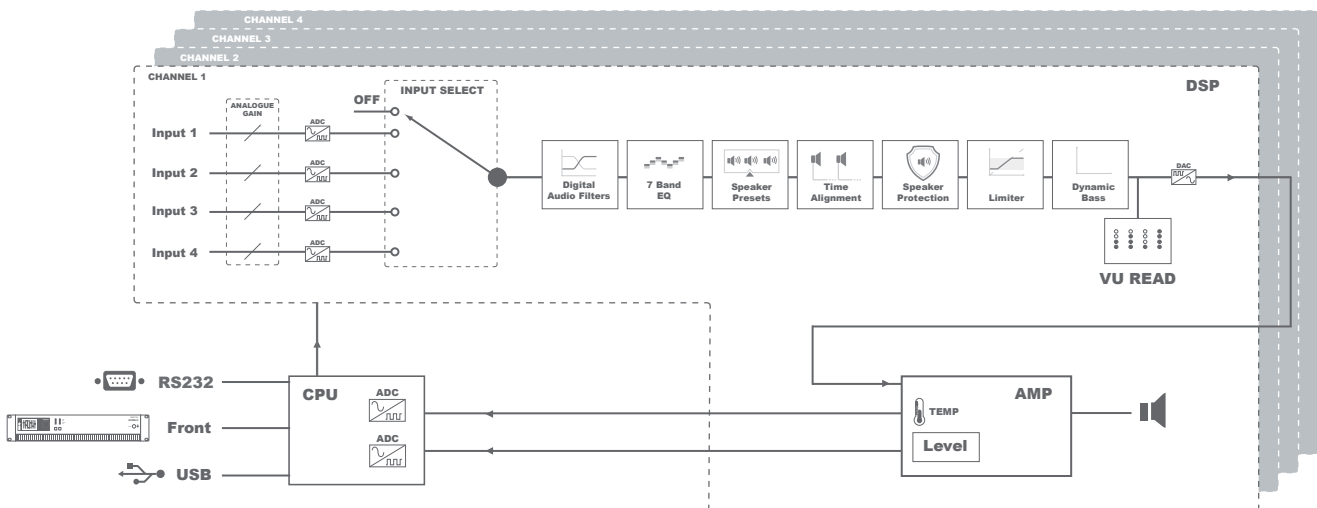 CHANNEL 4
CHANNEL 3
CHANNEL 2
CHANNEL 1
DSP
INPUT SELECT
OFF
ANALOGUE
GAIN
ADC
Input 1
ADC
Input 2
ADC
Input 3
ADC
Input 4
Digital
Audio Filters
7 Band
EQ
Speaker
Presets
Time
Alignment
Speaker
Protection
Limiter
Dynamic
Bass
DAC
VU READ
RS232
Front
USB
CPU
ADC
ADC
AMP
TEMP
Level